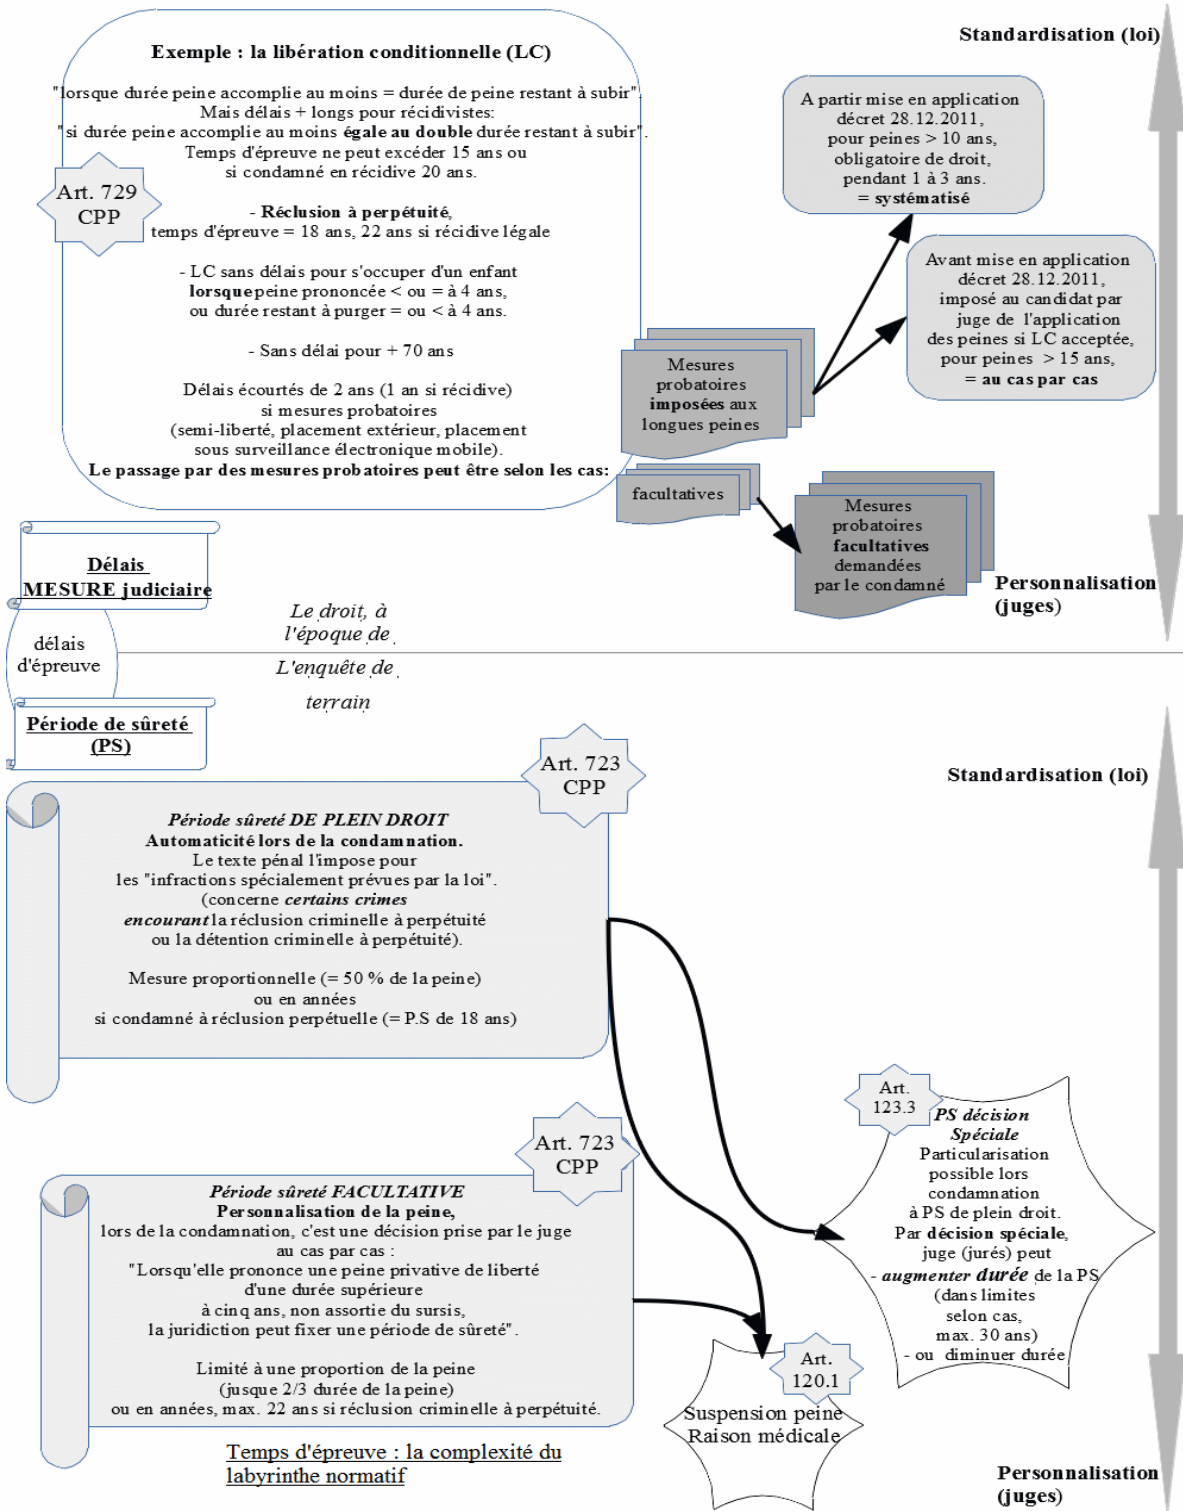 Standardisation (loi)
Exemple : la libération conditionnelle (LC)
"lorsque durée peine accomplie au moins = durée de peine restant à subir".
Mais délais + longs pour récidivistes:
"si durée peine accomplie au moins égale au double durée restant à subir".
Temps d'épreuve ne peut excéder 15 ans ou
si condamné en récidive 20 ans.
Art. 729
CPP
- Réclusion à perpétuité,
temps d'épreuve = 18 ans, 22 ans si récidive légale
- LC sans délais pour s'occuper d'un enfant
lorsque peine prononcée < ou = à 4 ans,
ou durée restant à purger = ou < à 4 ans.
- Sans délai pour + 70 ans
Délais écourtés de 2 ans (1 an si récidive)
si mesures probatoires
(semi-liberté, placement extérieur, placement
sous surveillance électronique mobile).
Le passage par des mesures probatoires peut être selon les cas:
A partir mise en application
décret 28.12.2011,
pour peines > 10 ans,
obligatoire de droit,
pendant 1 à 3 ans.
= systématisé
Avant mise en application
décret 28.12.2011,
imposé au candidat par
juge de l'application
des peines si LC acceptée,
pour peines > 15 ans,
= au cas par cas
Mesures
probatoires
imposées aux
longues peines
facultatives
Mesures
probatoires
facultatives
demandées
par le condamné
Personnalisation
(juges)
Délais
MESURE judiciaire
délais
d'épreuve
Le droit, à
l'époque de
L'enquête de
terrain
Période de sûreté
(PS)
Standardisation (loi)
Art. 723
CPP
Période sûreté DE PLEIN DROIT
Automaticité lors de la condamnation.
Le texte pénal l'impose pour
les "infractions spécialement prévues par la loi".
(concerne certains crimes
encourant la réclusion criminelle à perpétuité
ou la détention criminelle à perpétuité).
Mesure proportionnelle (= 50 % de la peine)
ou en années
si condamné à réclusion perpétuelle (= P.S de 18 ans)
Art.
123.3
PS décision
Spéciale
Particularisation
possible lors
condamnation
à PS de plein droit.
Par décision spéciale,
juge (jurés) peut
- augmenter durée de la PS
(dans limites
selon cas,
max. 30 ans)
- ou diminuer durée
Art. 723
CPP
Période sûreté FACULTATIVE
Personnalisation de la peine,
lors de la condamnation, c'est une décision prise par le juge
au cas par cas :
"Lorsqu'elle prononce une peine privative de liberté
d'une durée supérieure
à cinq ans, non assortie du sursis,
la juridiction peut fixer une période de sûreté".
Limité à une proportion de la peine
(jusque 2/3 durée de la peine)
ou en années, max. 22 ans si réclusion criminelle à perpétuité.
Art.
120.1
Suspension peine
Raison médicale
Temps d'épreuve : la complexité du
labyrinthe normatif
Personnalisation
(juges)